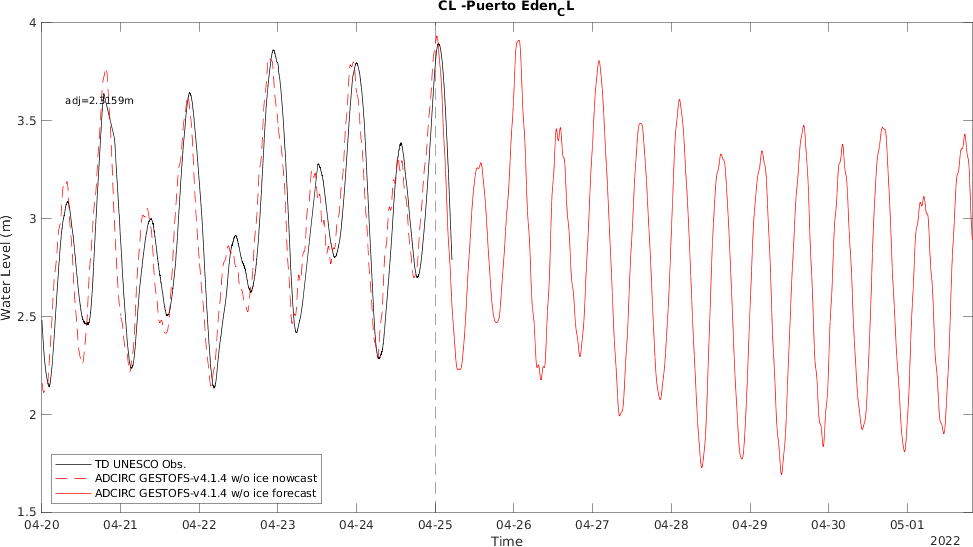 CL -Puerto Eden_CL
4
adj=2.3159m
3.5
3
2.5
2
1.5
Water Level (m)
TD UNESCO Obs.
ADCIRC GESTOFS-v4.1.4 w/o ice nowcast
ADCIRC GESTOFS-v4.1.4 w/o ice forecast
04-20 04-21 04-22 04-23 04-24 04-25 04-26 04-27 04-28 04-29 04-30 05-01
Time
2022